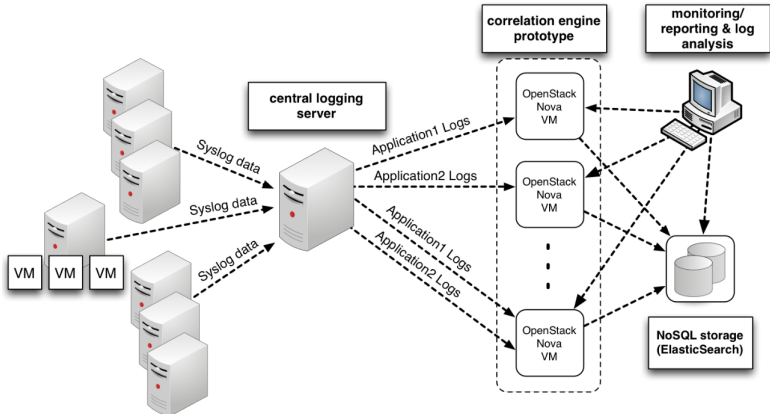 correlation engine
prototype
monitoring/
reporting & log
analysis
central logging
server
OpenStack
Nova
VM
Application1 Logs
Syslog data
Application2 Logs
OpenStack
Nova
VM
Syslog data
Application1 Logs
Application2 Logs
VM
VM
VM
Syslog data
OpenStack
Nova
VM
NoSQL storage
(ElasticSearch)